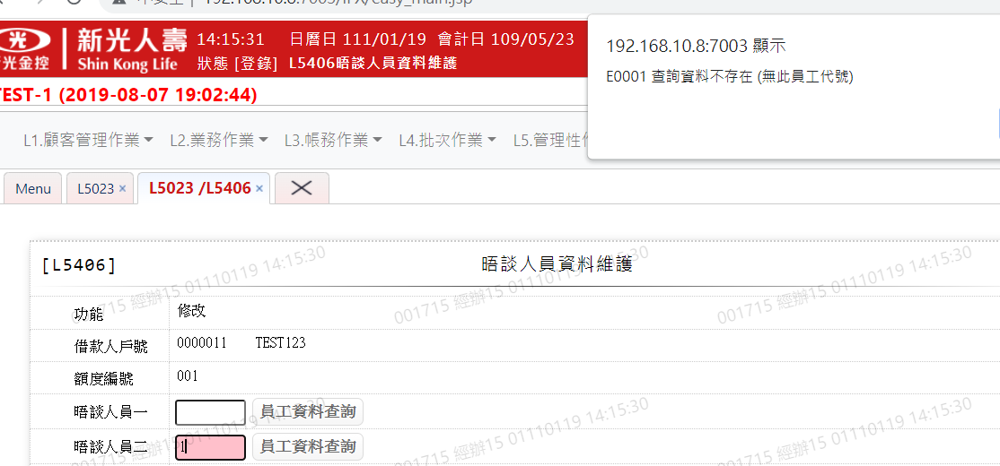 192.168.10.8:7003/iFX/easy_main.jsp
192.168.10.8:7003 顯示
E0001 查詢資料不存在 (無此員工代號)
新光人壽
Shin Kong Life
光
光金控
14:15:31 日曆日 111/01/19 會計日 109/05/23
狀態 [登錄] L5406晤談人員資料維護
TEST-1 (2019-08-07 19:02:44)
L1.顧客管理作業 L2.業務作業 L3.帳務作業 L4.批次作業 L5.管理性
Menu L5023 × L5023 /L5406 ×
[L5406] 晤談人員資料維護
功能 修改
借款人戶號 0000011 TEST123
額度編號 001
晤談人員一 員工資料查詢
晤談人員二 1 員工資料查詢
001715 經辦15 01110119 14:15:30
001715 經辦15 01110119 14:15:30
001715 經辦15 01110119 14:15:30
001715 經辦15 01110119 14:15:30
001715 經辦15 01110119 14:15:30
001715 經辦15 01110119 14:15:30